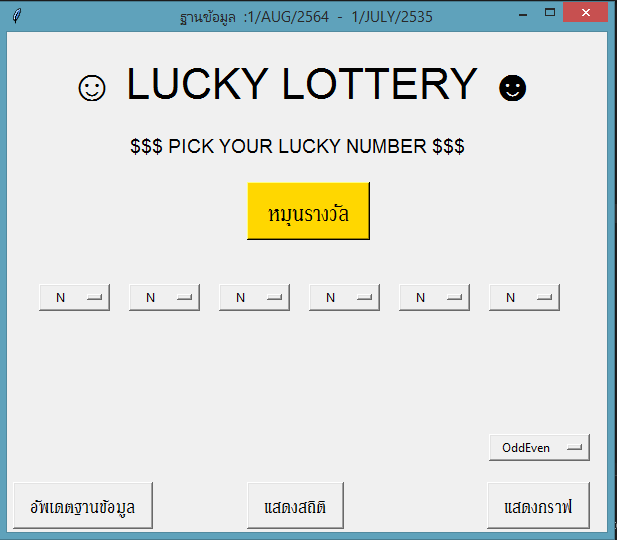 ฐานข้อมูล :1/AUG/2564 - 1/JULY/2535
☺ LUCKY LOTTERY ☻
$$$ PICK YOUR LUCKY NUMBER $$$
หมุนรางวัล
N N N N N N
OddEven
อัพเดตฐานข้อมูล แสดงสถิติ แสดงกราฟ